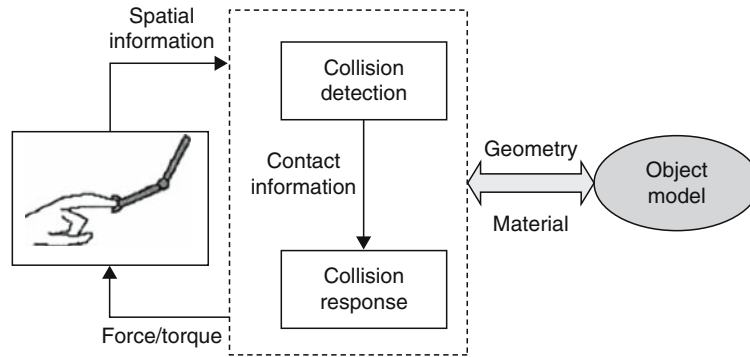 Spatial
information
Collision
detection
Contact
information
Geometry
Material
Object
model
Collision
response
Force/torque